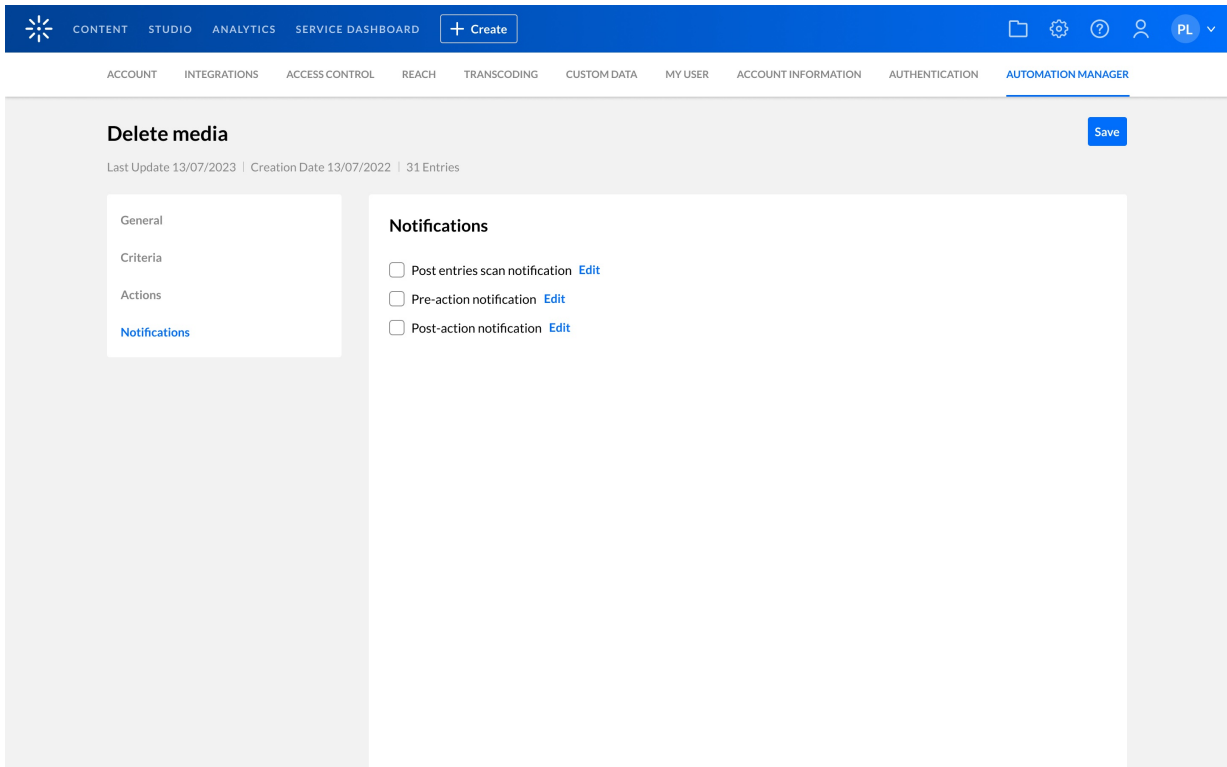 CONTENT STUDIO ANALYTICS SERVICE DASHBOARD + Create PL
ACCOUNT INTEGRATIONS ACCESS CONTROL REACH TRANSCODING CUSTOM DATA MY USER ACCOUNT INFORMATION AUTHENTICATION AUTOMATION MANAGER
Delete media
Save
Last Update 13/07/2023 | Creation Date 13/07/2022 | 31 Entries
General
Criteria
Actions
Notifications
Notifications
Post entries scan notification Edit
Pre-action notification Edit
Post-action notification Edit